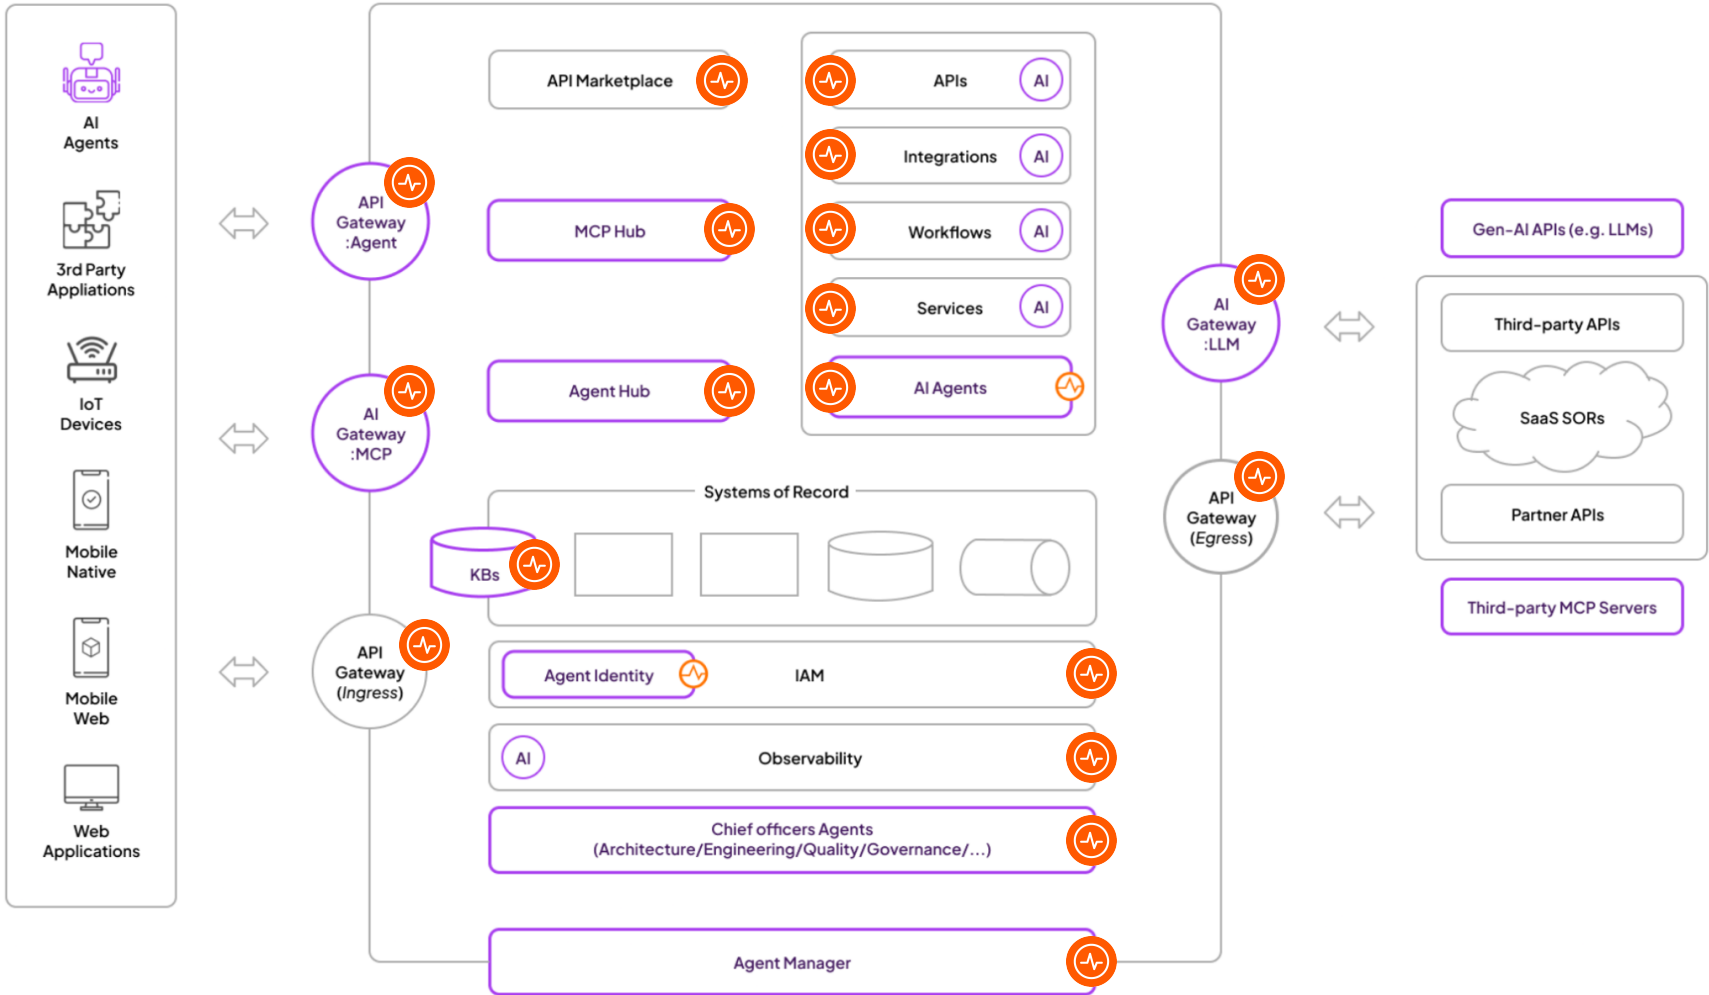 AI
Agents
3rd Party
Appliations
IoT
Devices
Mobile
Native
Mobile
Web
Web
Applications
API
Gateway
:Agent
AI
Gateway
:MCP
API
Gateway
(Ingress)
API Marketplace
MCP Hub
Agent Hub
APIs
AI
Integrations
AI
Workflows
AI
Services
AI
AI Agents
Systems of Record
KBs
Agent Identity
IAM
AI
Observability
Chief officers Agents
(Architecture/Engineering/Quality/Governance/...)
Agent Manager
AI
Gateway
:LLM
API
Gateway
(Egress)
Gen-AI APIs (e.g. LLMs)
Third-party APIs
SaaS SORs
Partner APIs
Third-party MCP Servers